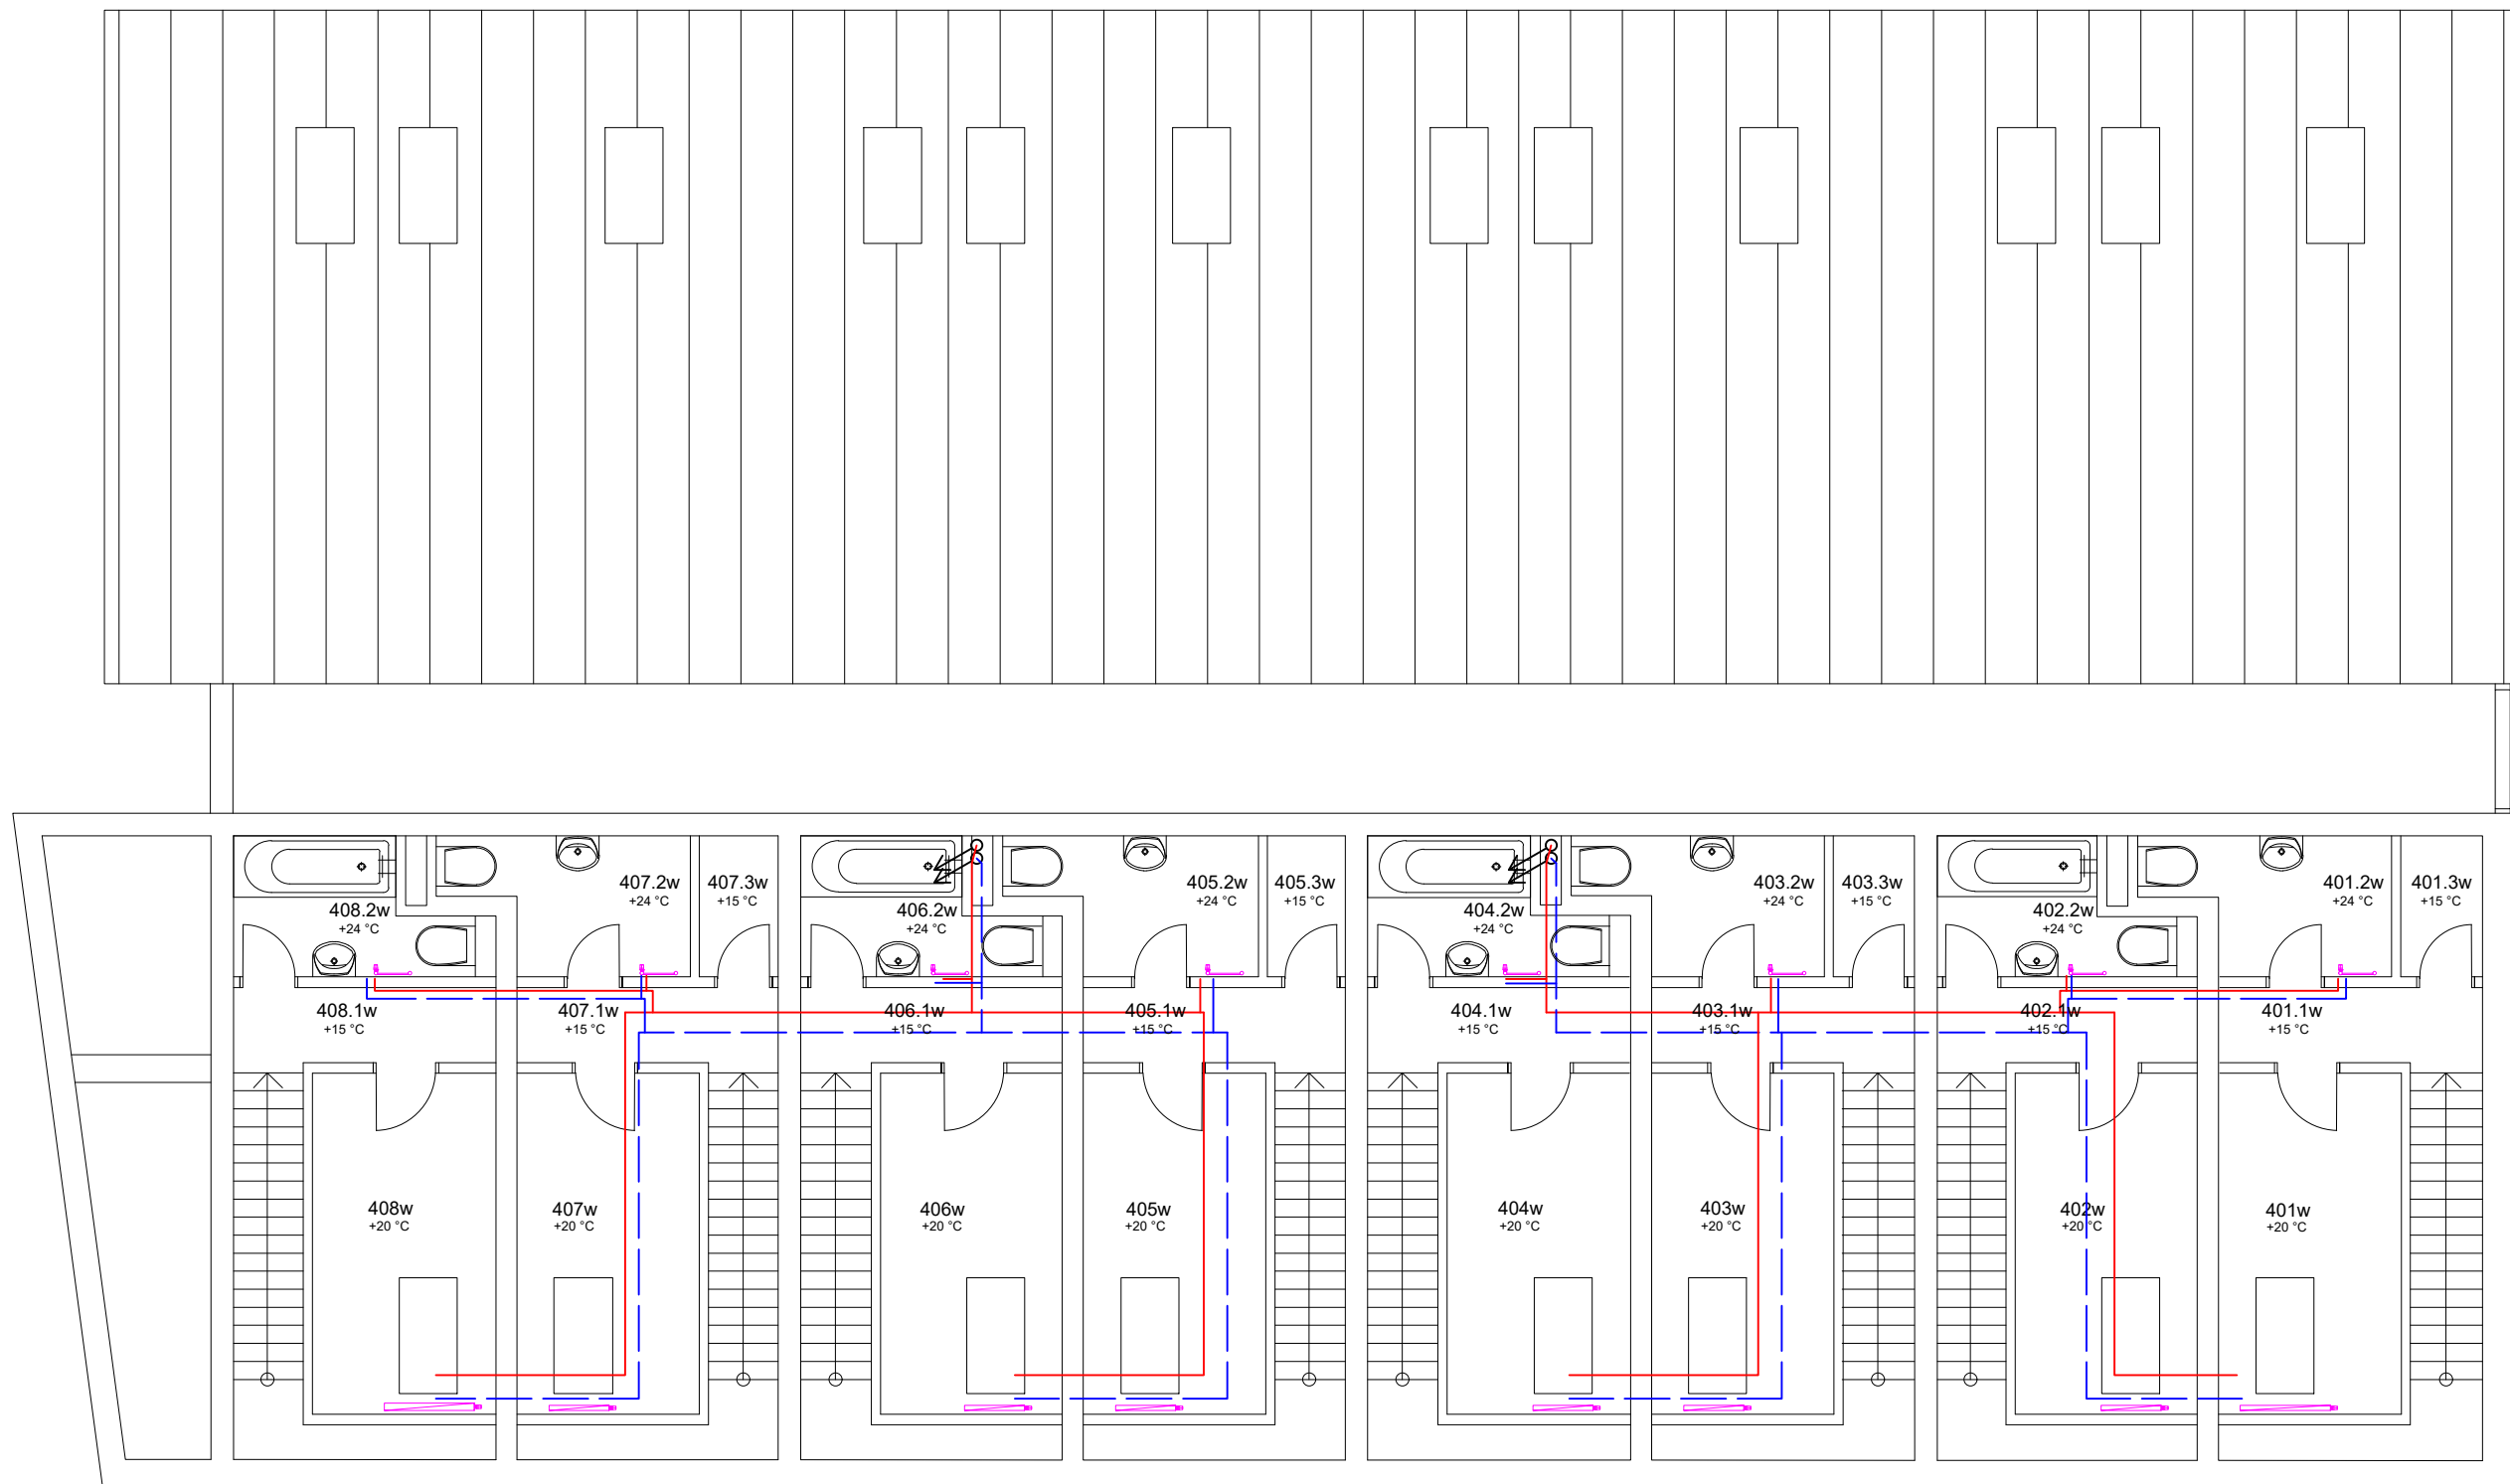 407.2w
+24 °C
407.3w
+15 °C
405.2w
+24 °C
405.3w
+15 °C
403.2w
+24 °C
403.3w
+15 °C
401.2w
+24 °C
401.3w
+15 °C
408.2w
+24 °C
406.2w
+24 °C
404.2w
+24 °C
402.2w
+24 °C
408.1w
+15 °C
407.1w
+15 °C
406.1w
+15 °C
405.1w
+15 °C
404.1w
+15 °C
403.1w
+15 °C
402.1w
+15 °C
401.1w
+15 °C
408w
+20 °C
407w
+20 °C
406w
+20 °C
405w
+20 °C
404w
+20 °C
403w
+20 °C
402w
+20 °C
401w
+20 °C